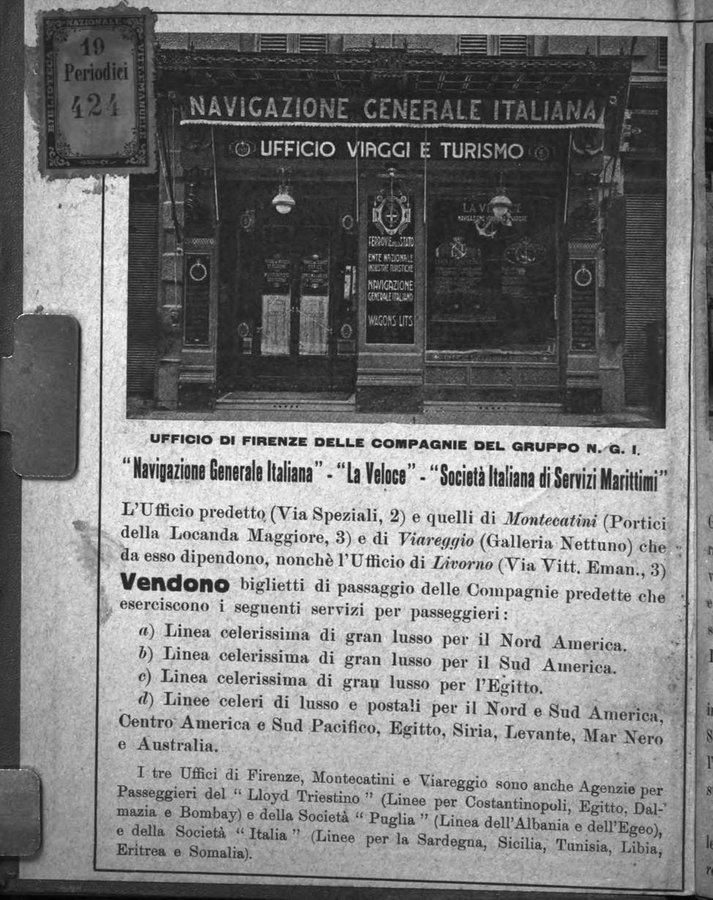 BIBLIOTECA
NAZIONALE
VITT. EMANUELE
19
Periodici
424
NAVIGAZIONE GENERALE ITALIANA
UFFICIO VIAGGI E TURISMO
LA VELOCE
NAVIGAZIONE
FERROVIE DELLO STATO
ENTE NAZIONALE
INDUSTRIE TURISTICHE
NAVIGAZIONE
GENERALE ITALIANA
WAGONS LITS
UFFICIO DI FIRENZE DELLE COMPAGNIE DEL GRUPPO N. G. I.
“Navigazione Generale Italiana” - “La Veloce” - “Società Italiana di Servizi Marittimi”
L'Ufficio predetto (Via Speziali, 2) e quelli di Montecatini (Portici
della Locanda Maggiore, 3) e di Viareggio (Galleria Nettuno) che
da esso dipendono, nonchè l'Ufficio di Livorno (Via Vitt. Eman., 3)
Vendono biglietti di passaggio delle Compagnie predette che
eserciscono i seguenti servizi per passeggieri:
a) Linea celerissima di gran lusso per il Nord America.
b) Linea celerissima di gran lusso per il Sud America.
c) Linea celerissima di gran lusso per l'Egitto.
d) Linee celeri di lusso e postali per il Nord e Sud America,
Centro America e Sud Pacifico, Egitto, Siria, Levante, Mar Nero
e Australia.
I tre Uffici di Firenze, Montecatini e Viareggio sono anche Agenzie per
Passeggieri del “Lloyd Triestino” (Linee per Costantinopoli, Egitto, Dal-
mazia e Bombay) e della Società “Puglia” (Linea dell'Albania e dell'Egeo),
e della Società “Italia” (Linee per la Sardegna, Sicilia, Tunisia, Libia,
Eritrea e Somalia).